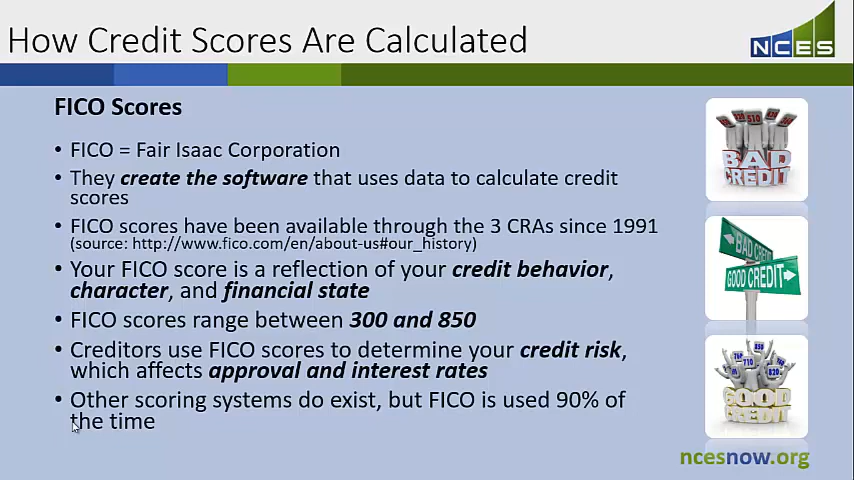 How Credit Scores Are Calculated
NCES
FICO Scores
• FICO = Fair Isaac Corporation
• They create the software that uses data to calculate credit
scores
• FICO scores have been available through the 3 CRAs since 1991
(source: http://www.fico.com/en/about-us#our_history)
• Your FICO score is a reflection of your credit behavior,
character, and financial state
• FICO scores range between 300 and 850
• Creditors use FICO scores to determine your credit risk,
which affects approval and interest rates
• Other scoring systems do exist, but FICO is used 90% of
the time
510
BAD
CREDIT
BAD CREDIT
GOOD CREDIT
850
710
820
GOOD
CREDIT
ncesnow.org